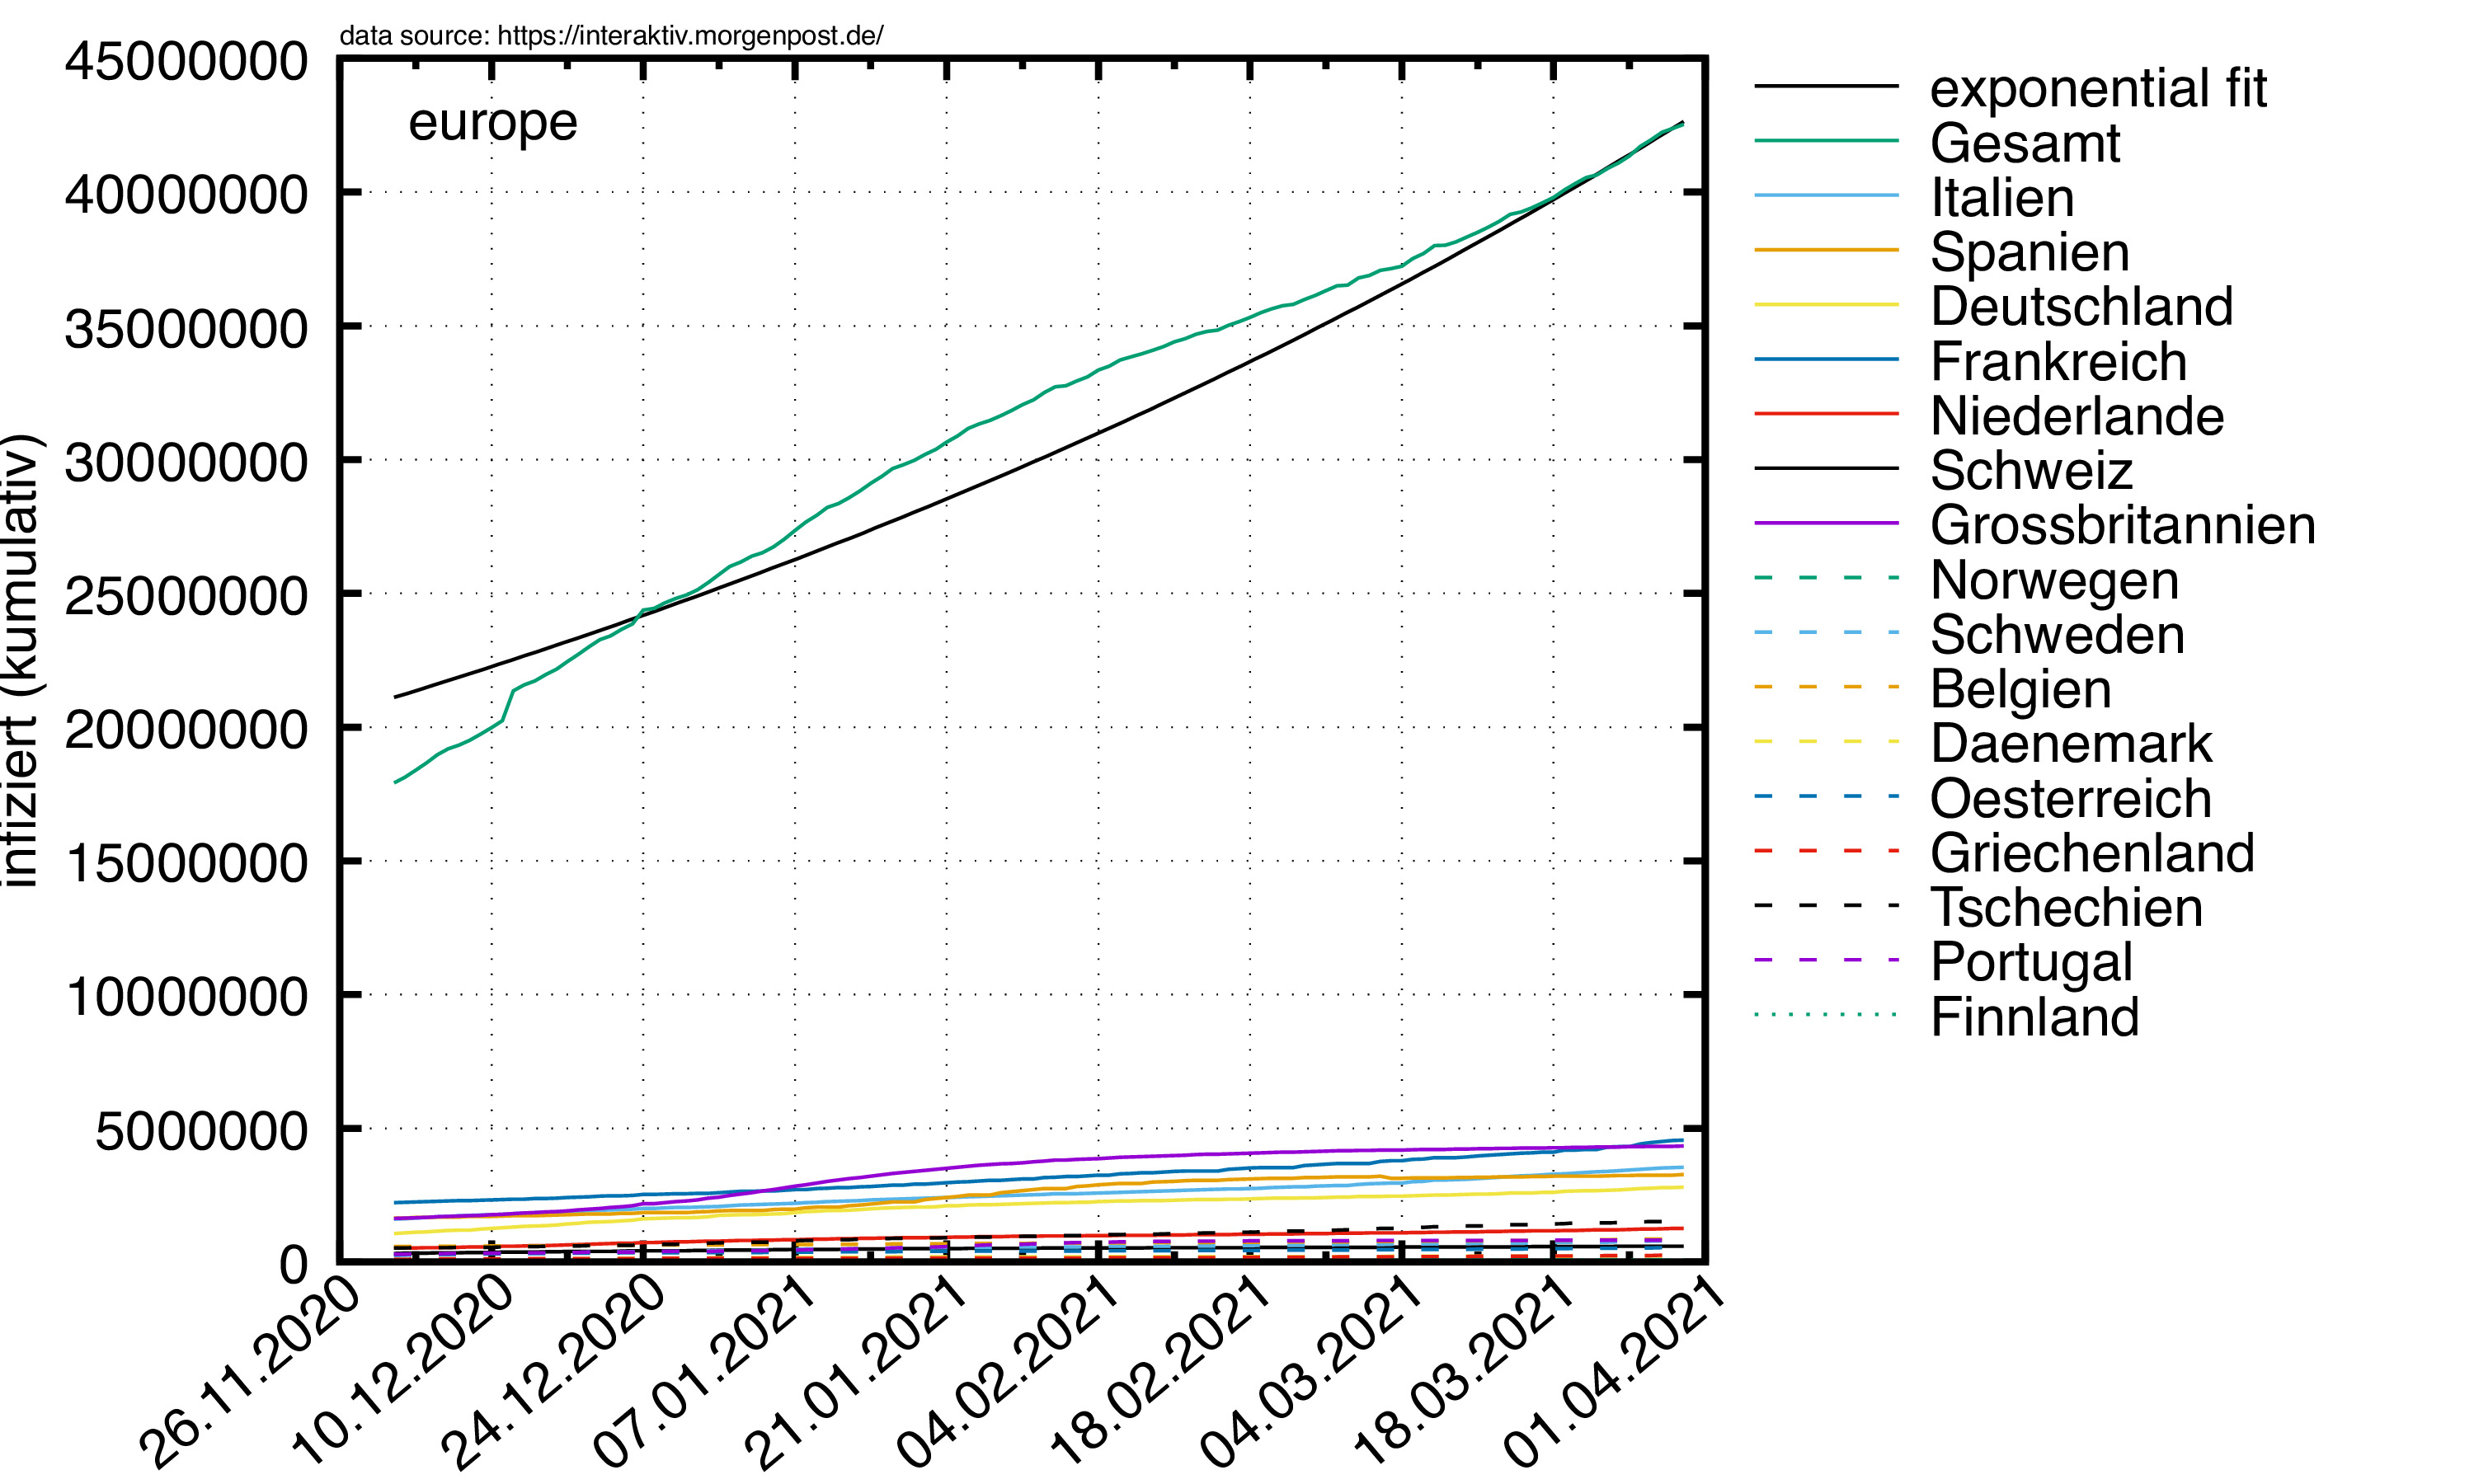 data source: https://interaktiv.morgenpost.de/
europe
infiziert (kumulativ)
45000000
40000000
35000000
30000000
25000000
20000000
15000000
10000000
5000000
0
26.11.2020
10.12.2020
24.12.2020
07.01.2021
21.01.2021
04.02.2021
18.02.2021
04.03.2021
18.03.2021
01.04.2021
exponential fit
Gesamt
Italien
Spanien
Deutschland
Frankreich
Niederlande
Schweiz
Grossbritannien
Norwegen
Schweden
Belgien
Daenemark
Oesterreich
Griechenland
Tschechien
Portugal
Finnland